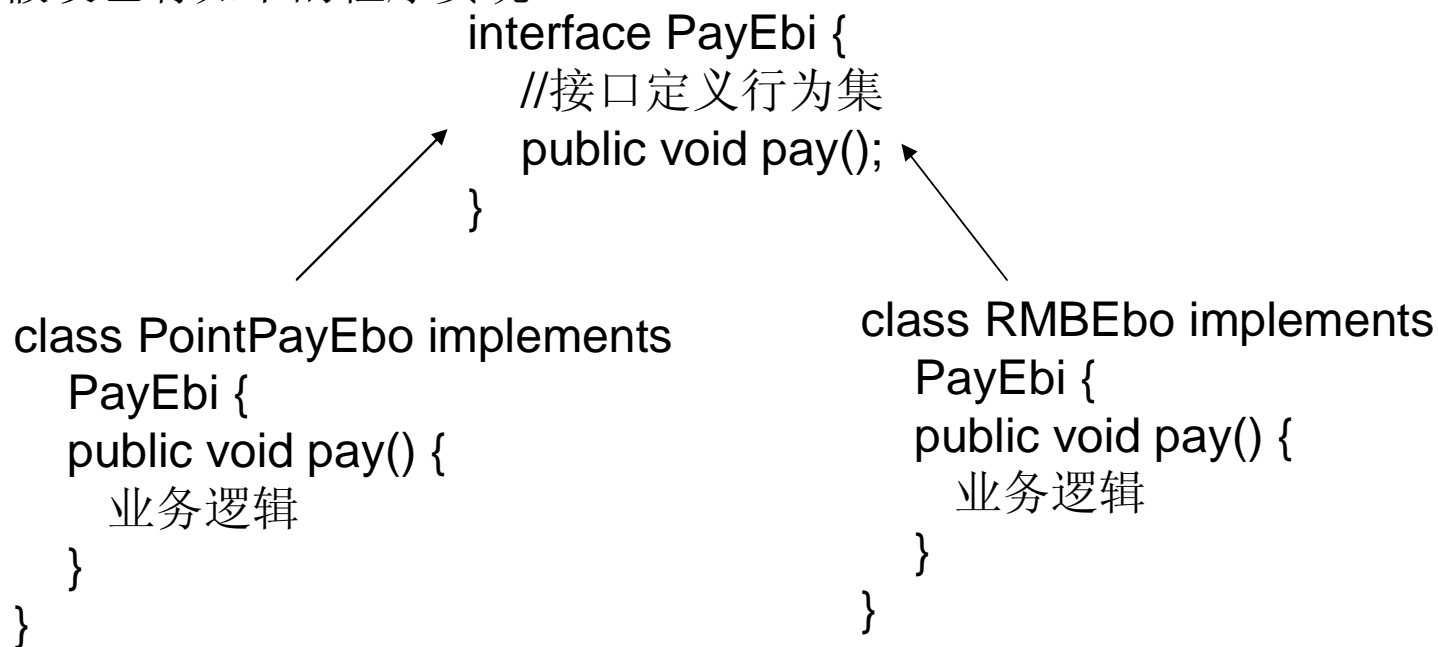 interface PayEbi {
//接口定义行为集
public void pay();
}
class PointPayEbo implements
PayEbi {
public void pay() {
业务逻辑
}
}
class RMBEbo implements
PayEbi {
public void pay() {
业务逻辑
}
}